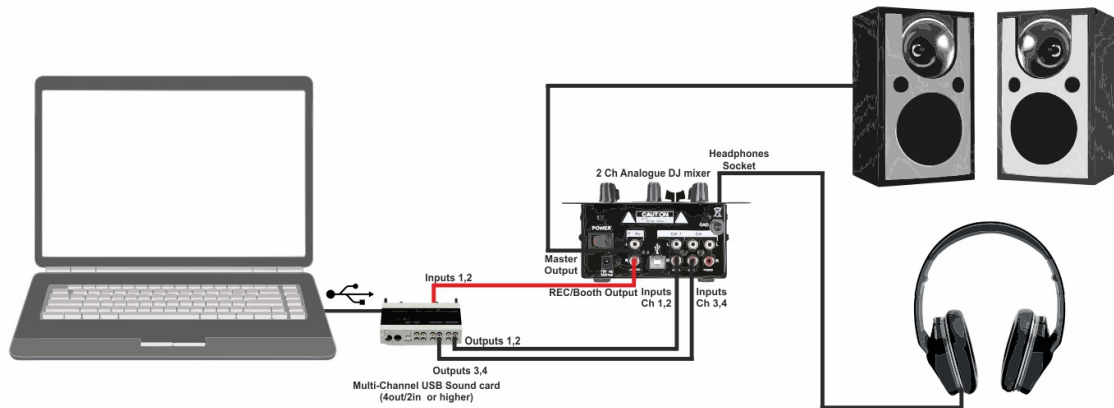 Headphones
Socket
2 Ch Analogue DJ mixer
CAUT ON
POWER
Master
Output
REC/Booth Output
Inputs
Ch 1,2
Inputs
Ch 3,4
Inputs 1,2
Outputs 1,2
Outputs 3,4
Multi-Channel USB Sound card
(4out/2in or higher)